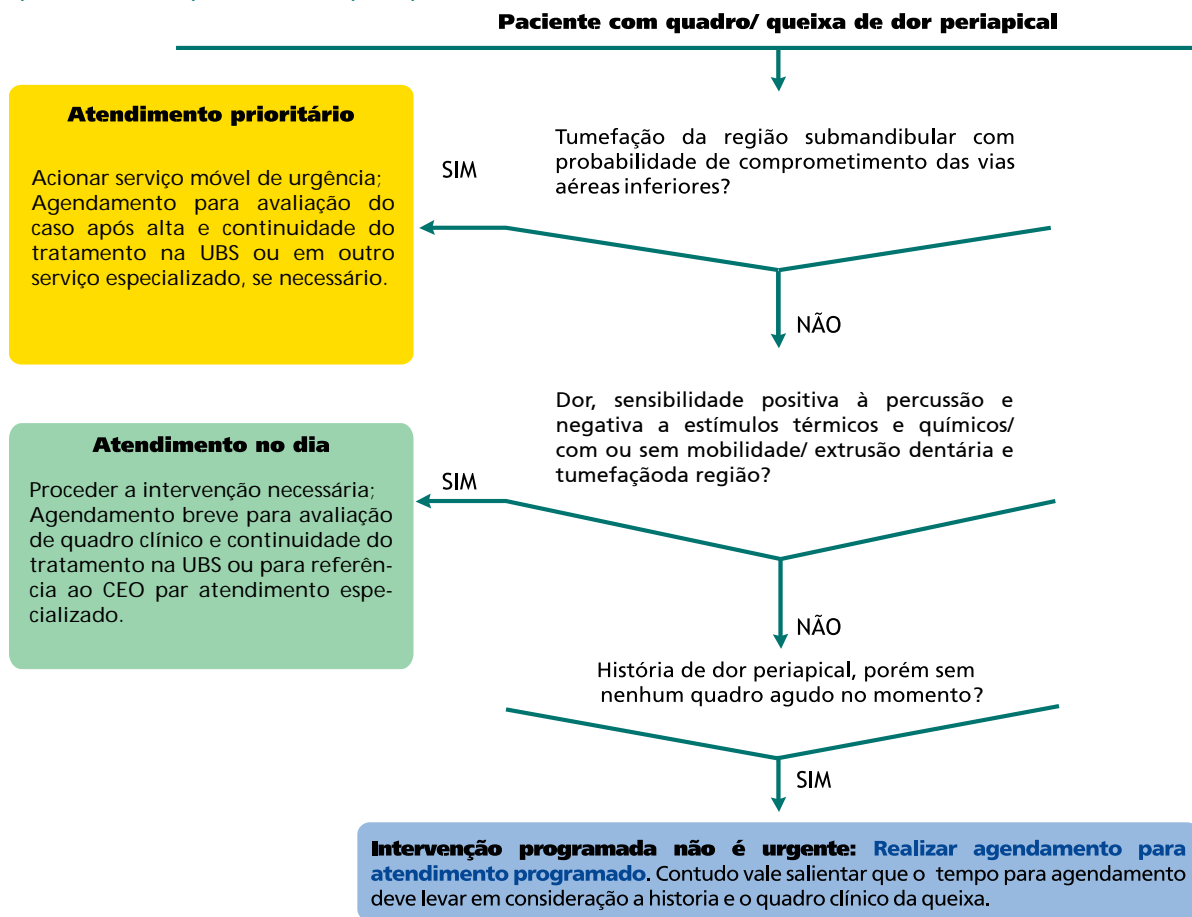 Paciente com quadro/ queixa de dor periapical
Atendimento prioritário
Acionar serviço móvel de urgência;
Agendamento para avaliação do
caso após alta e continuidade do
tratamento na UBS ou em outro
serviço especializado, se necessário.
SIM
Tumefação da região submandibular com
probabilidade de comprometimento das vias
aéreas inferiores?
NÃO
Atendimento no dia
Proceder a intervenção necessária;
Agendamento breve para avaliação
de quadro clínico e continuidade do
tratamento na UBS ou para referên-
cia ao CEO par atendimento espe-
cializado.
SIM
Dor, sensibilidade positiva à percussão e
negativa a estímulos térmicos e químicos/
com ou sem mobilidade/ extrusão dentária e
tumefaçãoda região?
NÃO
História de dor periapical, porém sem
nenhum quadro agudo no momento?
SIM
Intervenção programada não é urgente: Realizar agendamento para
atendimento programado. Contudo vale salientar que o tempo para agendamento
deve levar em consideração a historia e o quadro clínico da queixa.